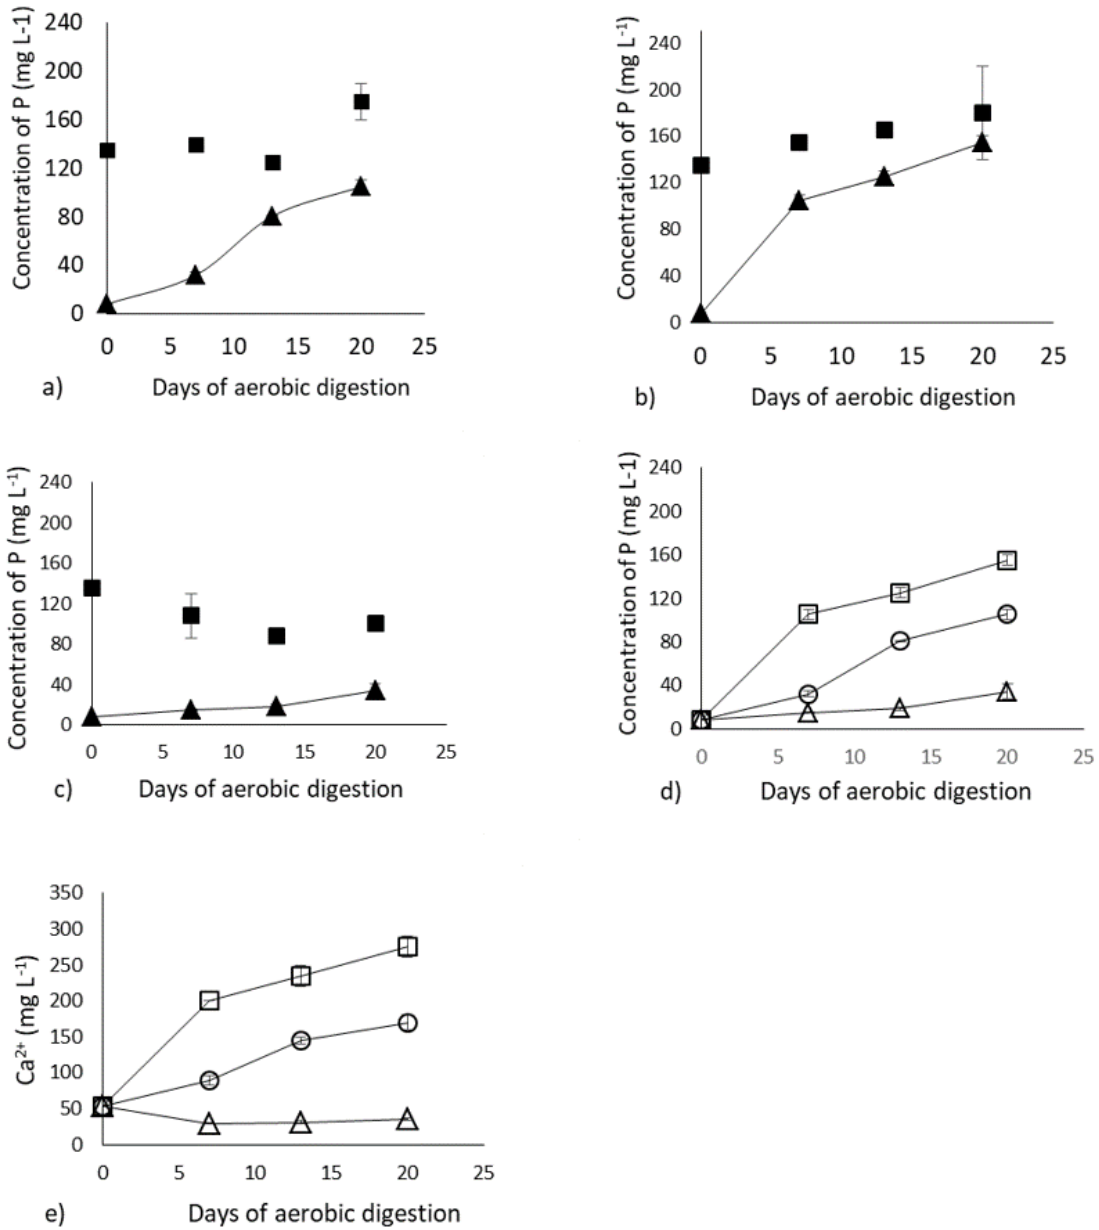 Concentration of P (mg L-1)
240
200
160
120
80
40
0
0 5 10 15 20 25
a) Days of aerobic digestion
Concentration of P (mg L⁻¹)
240
200
160
120
80
40
0
0 5 10 15 20 25
b) Days of aerobic digestion
Concentration of P (mg L⁻¹)
240
200
160
120
80
40
0
0 5 10 15 20 25
c) Days of aerobic digestion
Concentration of P (mg L-1)
240
200
160
120
80
40
0
0 5 10 15 20 25
d) Days of aerobic digestion
Ca²⁺ (mg L⁻¹)
350
300
250
200
150
100
50
0
0 5 10 15 20 25
e) Days of aerobic digestion